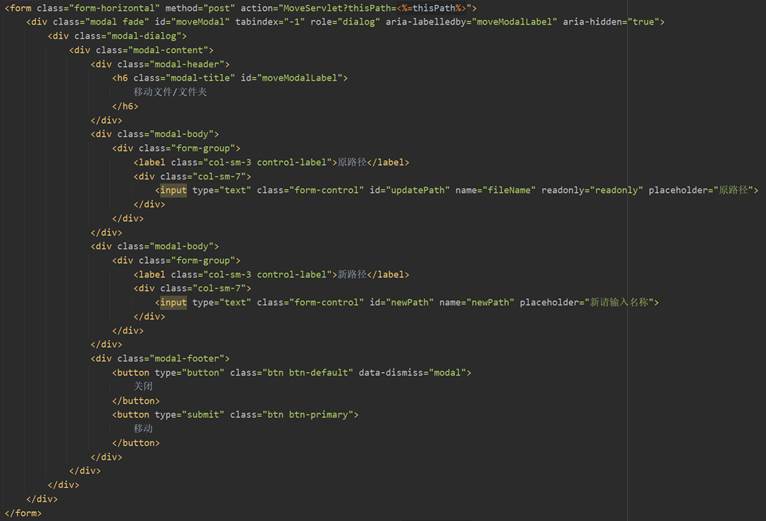 <form class="form-horizontal" method="post" action="MoveServlet?thisPath=<%=thisPath%>">
<div class="modal fade" id="moveModal" tabindex="-1" role="dialog" aria-labelledby="moveModalLabel" aria-hidden="true">
<div class="modal-dialog">
<div class="modal-content">
<div class="modal-header">
<h6 class="modal-title" id="moveModalLabel">
移动文件/文件夹
</h6>
</div>
<div class="modal-body">
<div class="form-group">
<label class="col-sm-3 control-label">原路径</label>
<div class="col-sm-7">
<input type="text" class="form-control" id="updatePath" name="fileName" readonly="readonly" placeholder="原路径">
</div>
</div>
</div>
<div class="modal-body">
<div class="form-group">
<label class="col-sm-3 control-label">新路径</label>
<div class="col-sm-7">
<input type="text" class="form-control" id="newPath" name="newPath" placeholder="新请输入名称">
</div>
</div>
</div>
<div class="modal-footer">
<button type="button" class="btn btn-default" data-dismiss="modal">
关闭
</button>
<button type="submit" class="btn btn-primary">
移动
</button>
</div>
</div>
</div>
</div>
</form>